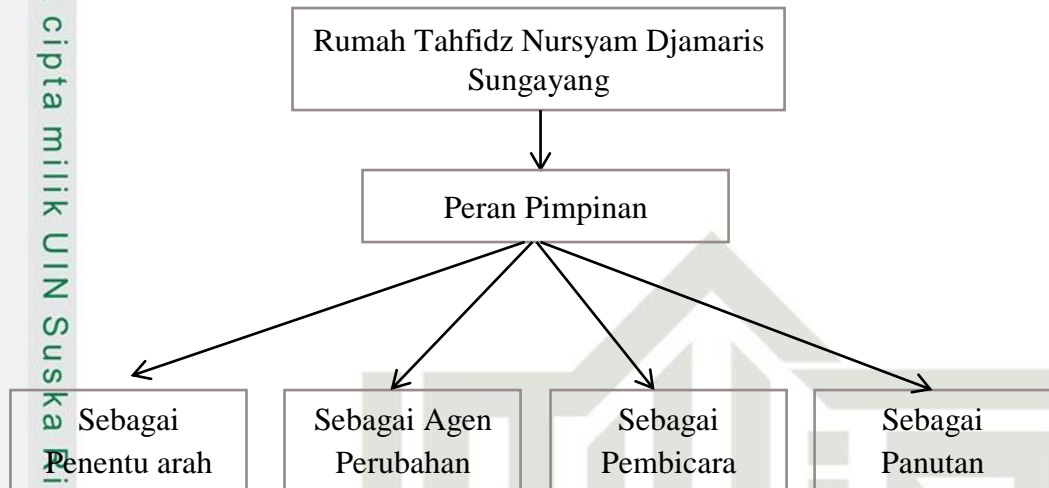 cipta milik UIN Suska Ri
Rumah Tahfidz Nursyam Djamaris
Sungayang
Peran Pimpinan
Sebagai
Penentu arah
Sebagai Agen
Perubahan
Sebagai
Pembicara
Sebagai
Panutan